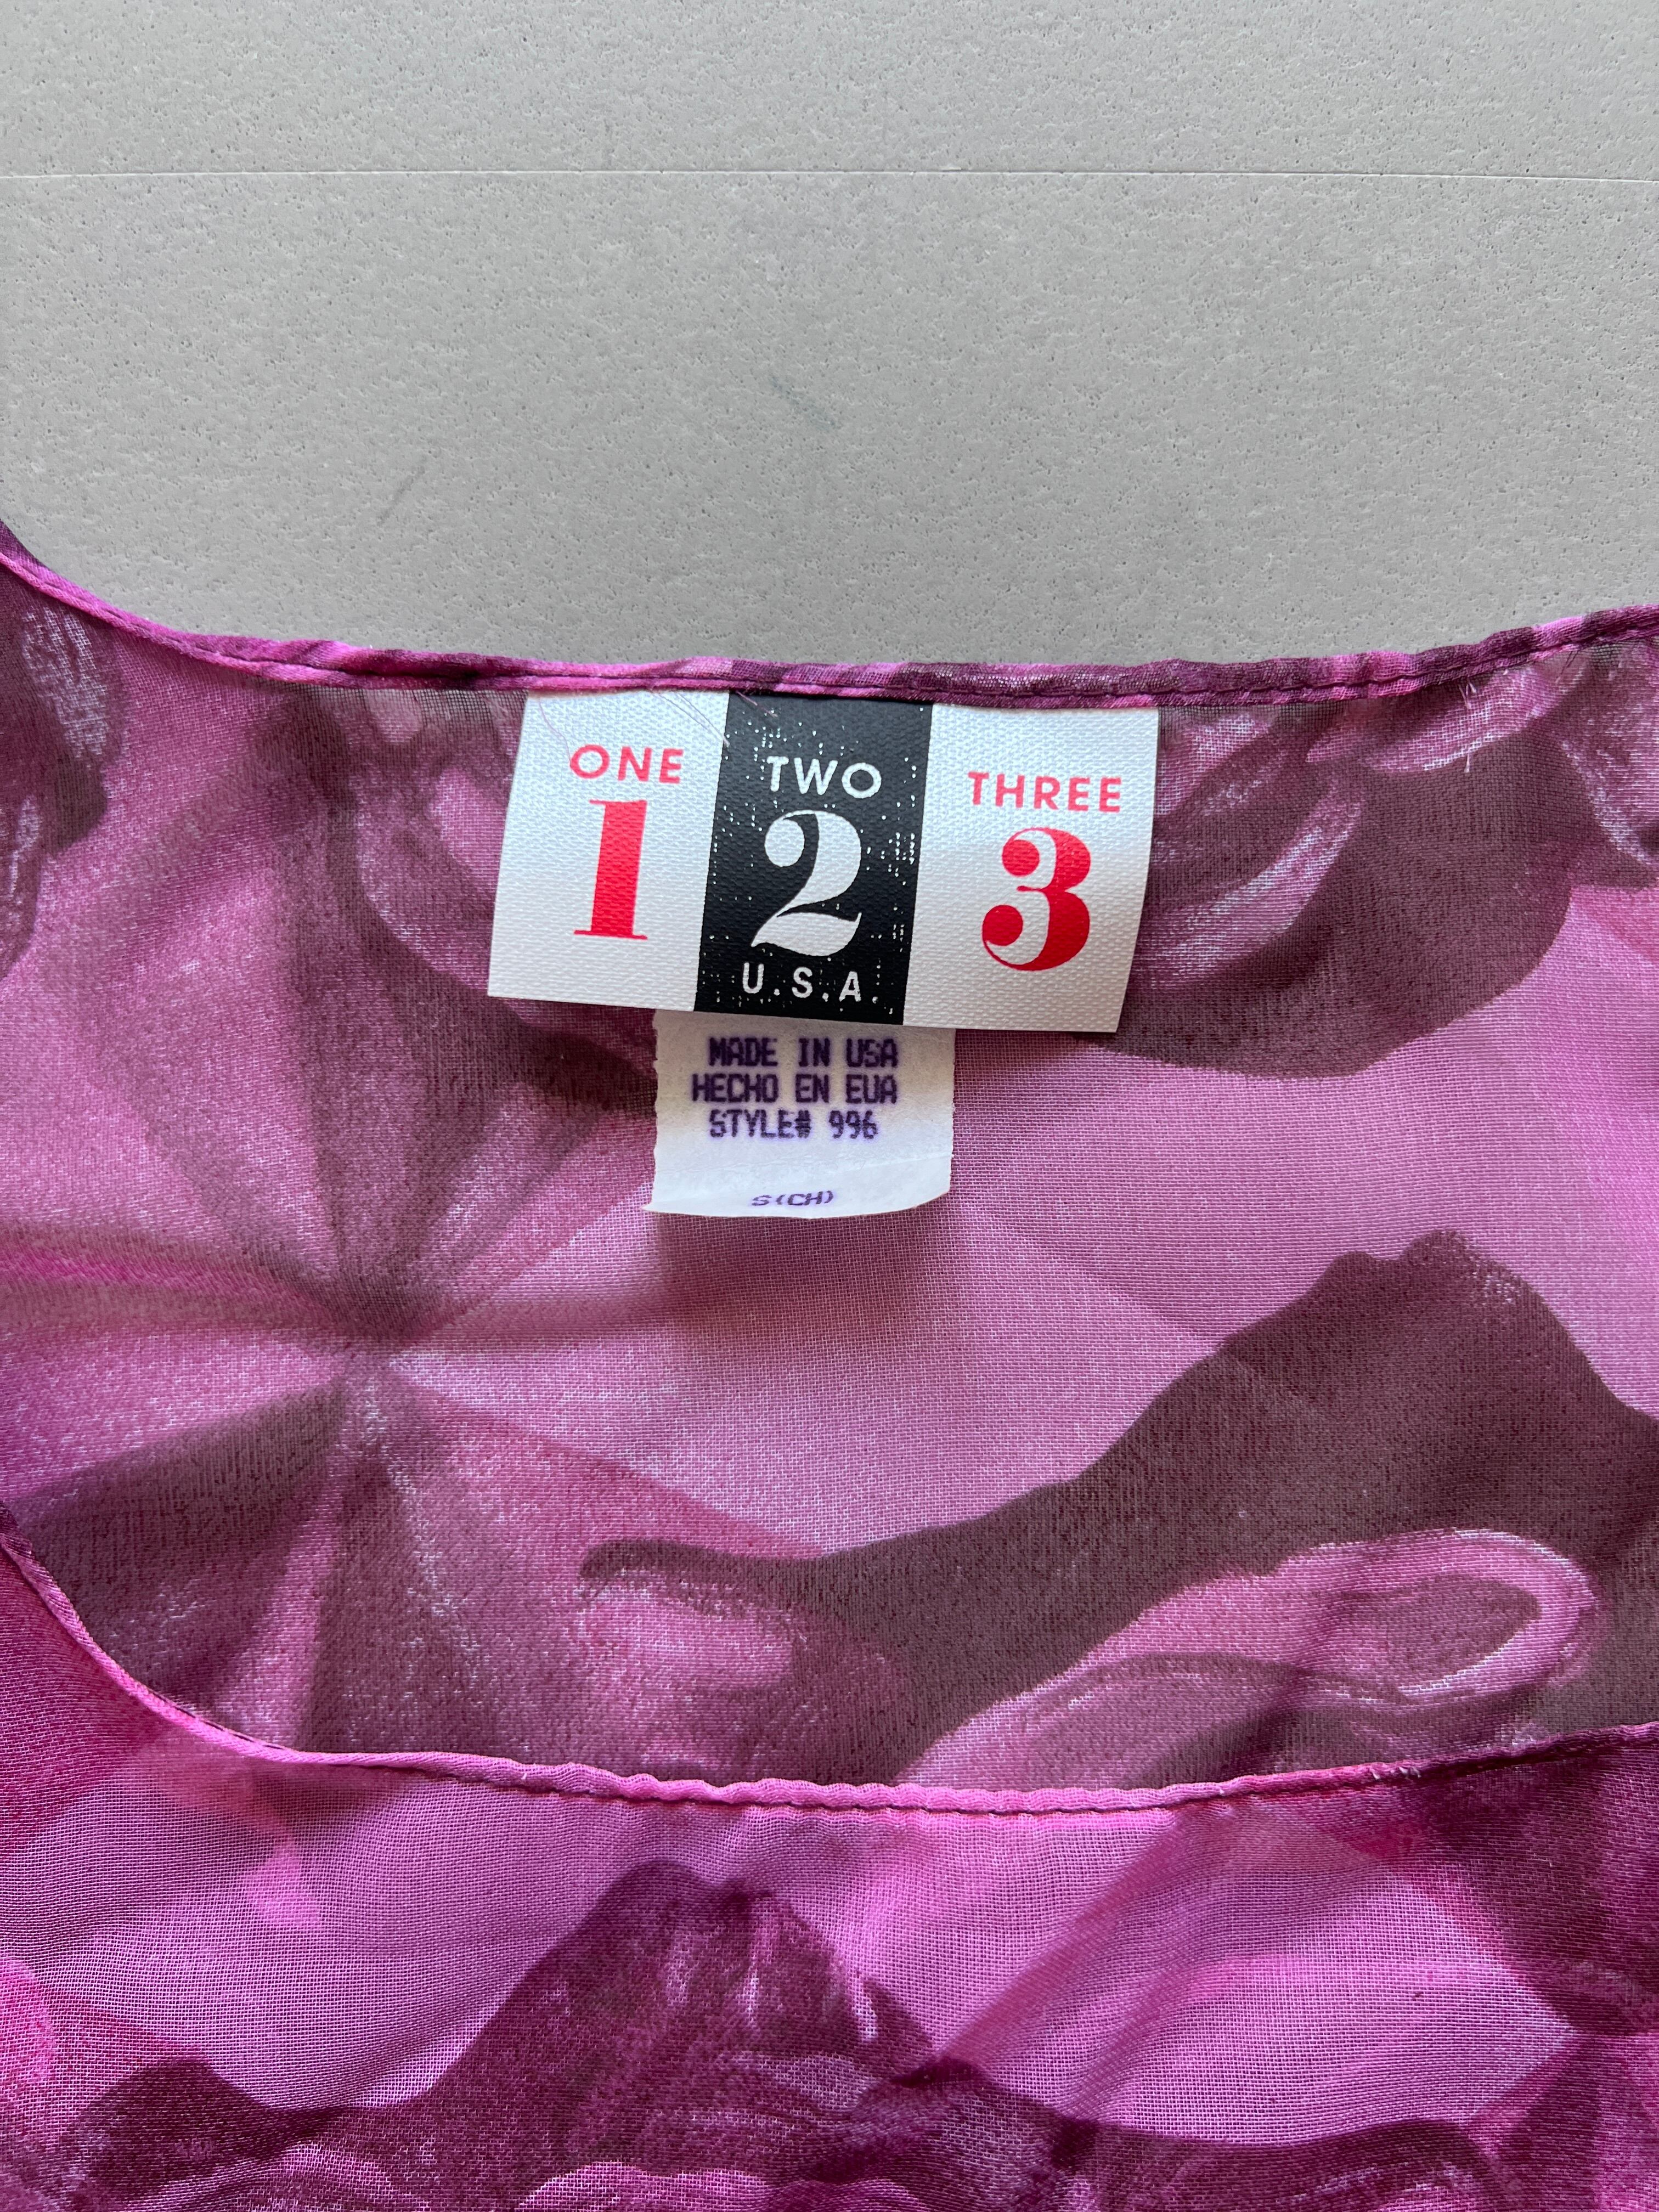 ONE TWO THREE
1 2 3
U.S.A.
MADE IN USA
HECHO EN EUA
STYLE# 996
S(CH)